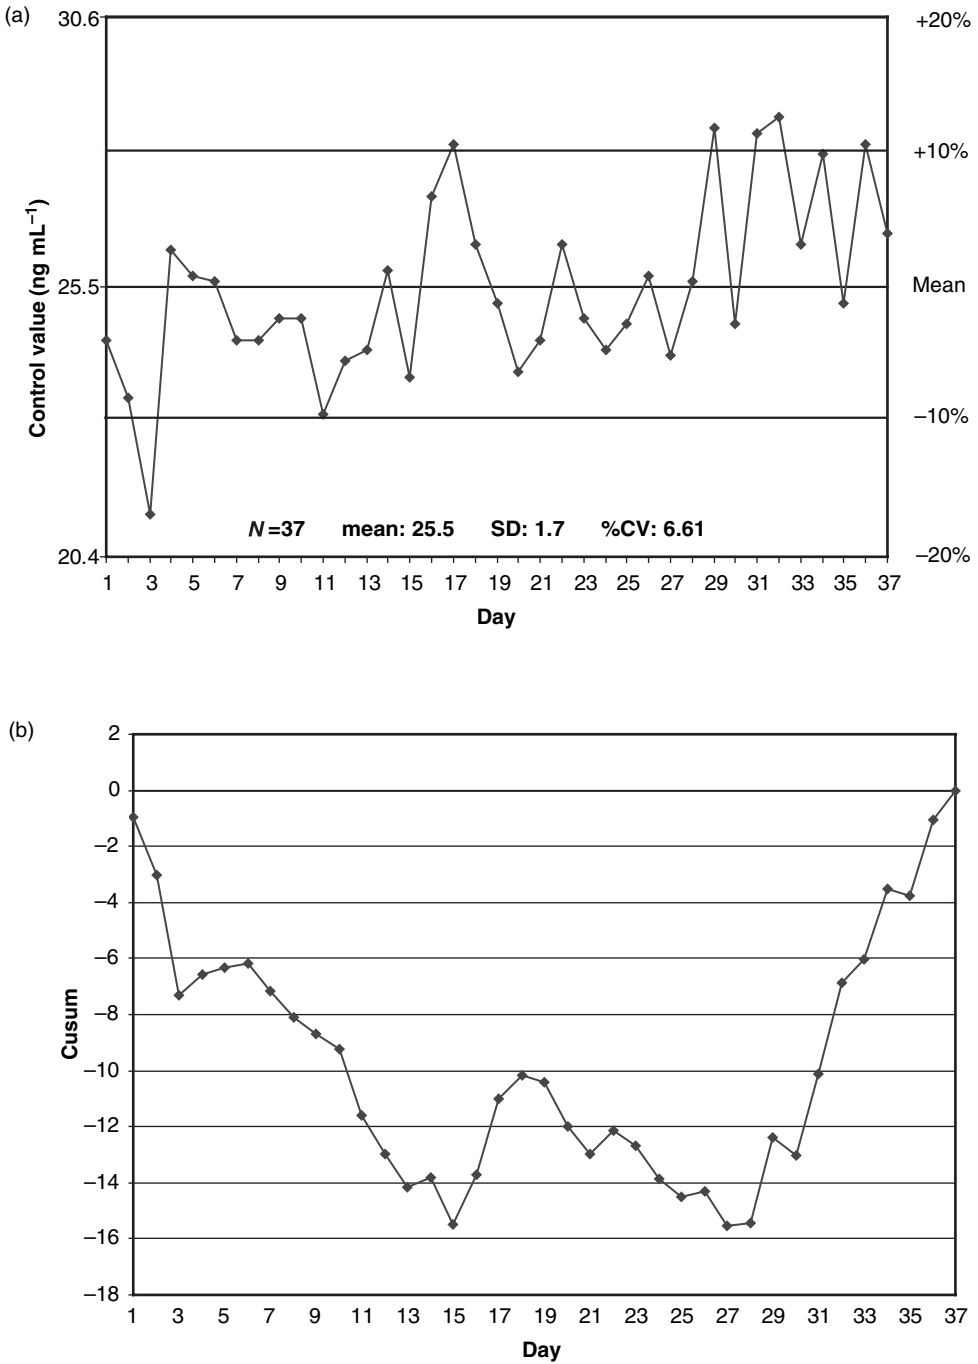 (a)
30.6
+20%
+10%
Control value (ng mL⁻¹)
25.5
Mean
−10%
N=37 mean: 25.5 SD: 1.7 %CV: 6.61
20.4
−20%
1 3 5 7 9 11 13 15 17 19 21 23 25 27 29 31 33 35 37
Day
(b)
2
0
−2
−4
−6
−8
Cusum
−10
−12
−14
−16
−18
1 3 5 7 9 11 13 15 17 19 21 23 25 27 29 31 33 35 37
Day